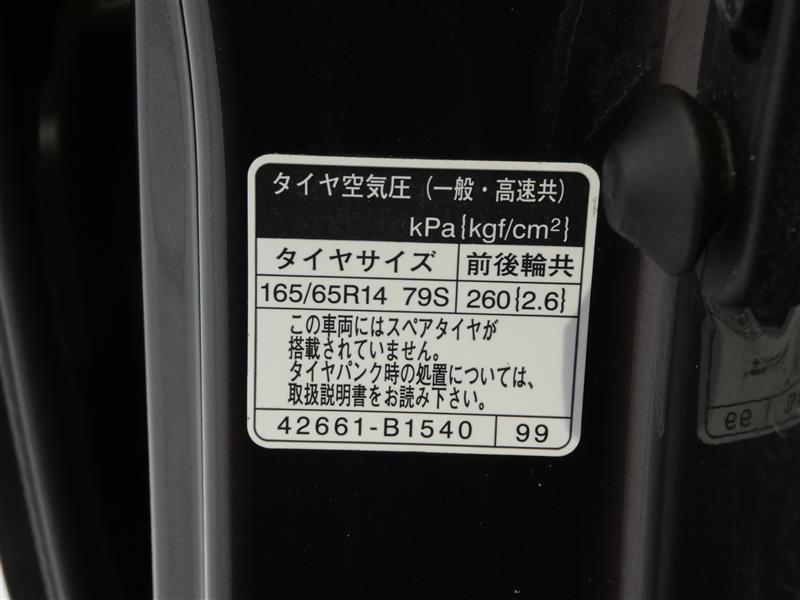 タイヤ空気圧 (一般・高速共)
kPa{kgf/cm²}
タイヤサイズ 前後輪共
165/65R14 79S 260{2.6}
この車両にはスペアタイヤが
搭載されていません。
タイヤパンク時の処置については、
取扱説明書をお読み下さい。
42661-B1540 99